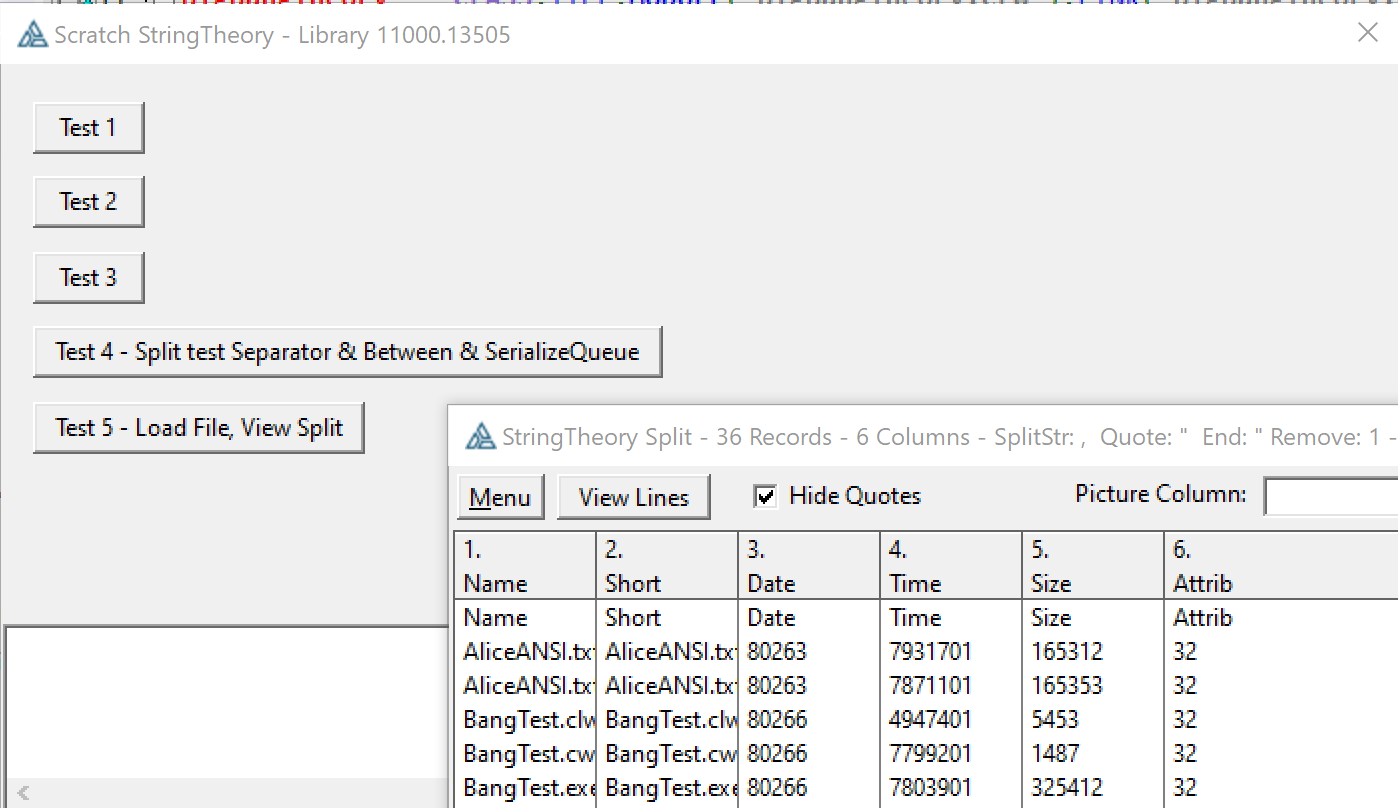 Scratch StringTheory - Library 11000.13505
Test 1
Test 2
Test 3
Test 4 - Split test Separator & Between & SerializeQueue
Test 5 - Load File, View Split
StringTheory Split - 36 Records - 6 Columns - SplitStr: ,  Quote: "  End: " Remove: 1 -
Menu View Lines Hide Quotes Picture Column:
1. 2. 3. 4. 5. 6.
Name Short Date Time Size Attrib
Name Short Date Time Size Attrib
AliceANSI.txt AliceANSI.txt 80263 7931701 165312 32
AliceANSI.txt AliceANSI.txt 80263 7871101 165353 32
BangTest.clw BangTest.clw 80266 4947401 5453 32
BangTest.cw BangTest.cw 80266 7799201 1487 32
BangTest.exe BangTest.exe 80266 7803901 325412 32